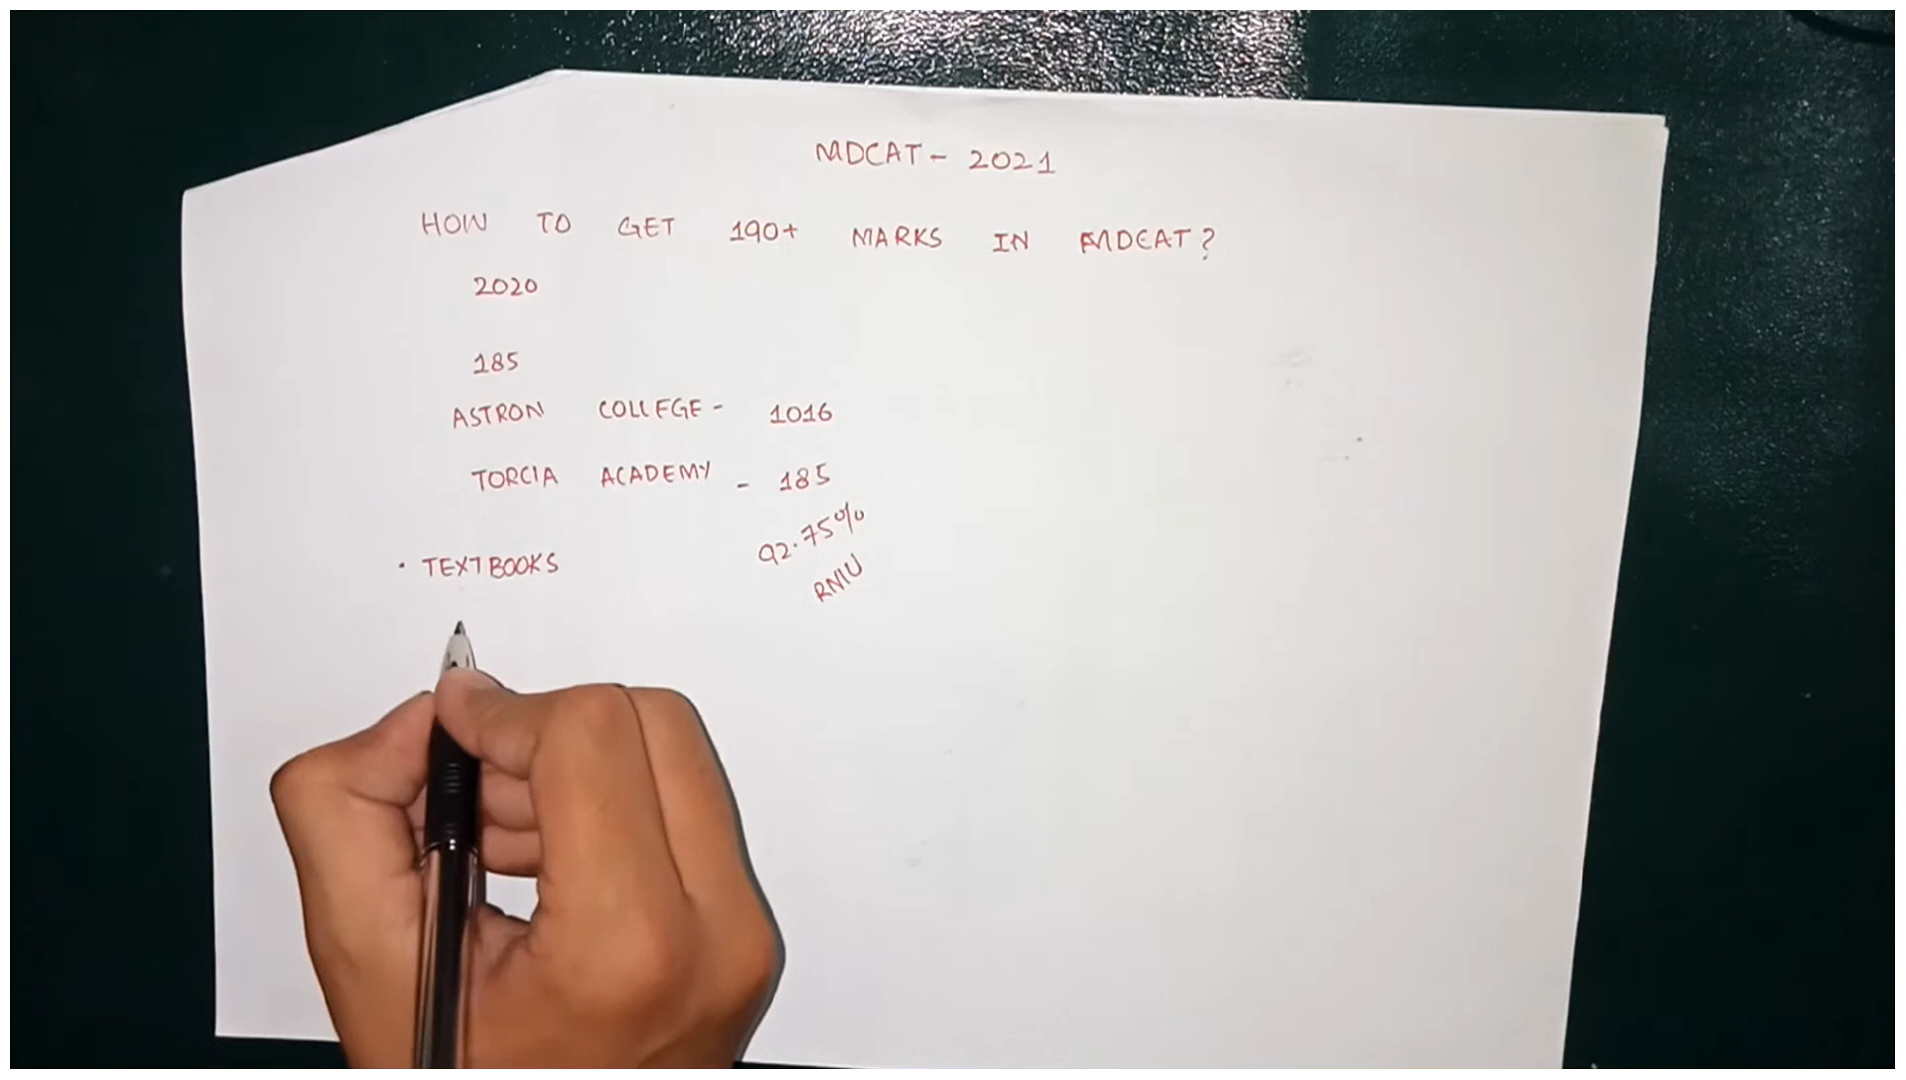 MDCAT - 2021
HOW TO GET 190+ MARKS IN MDCAT?
2020
185
ASTRON COLLEGE - 1016
TORCIA ACADEMY - 185
92.75%
• TEXTBOOKS